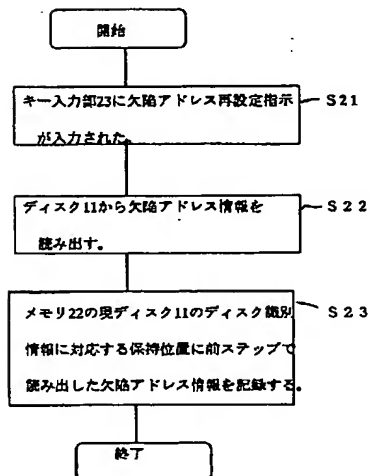 開始
キー入力部23に欠陥アドレス再設定指示
が入力された。
S21
ディスク11から欠陥アドレス情報を
読み出す。
S22
メモリ22の現ディスク11のディスク識別
情報に対応する保持位置に前ステップで
読み出した欠陥アドレス情報を記録する。
S23
終了